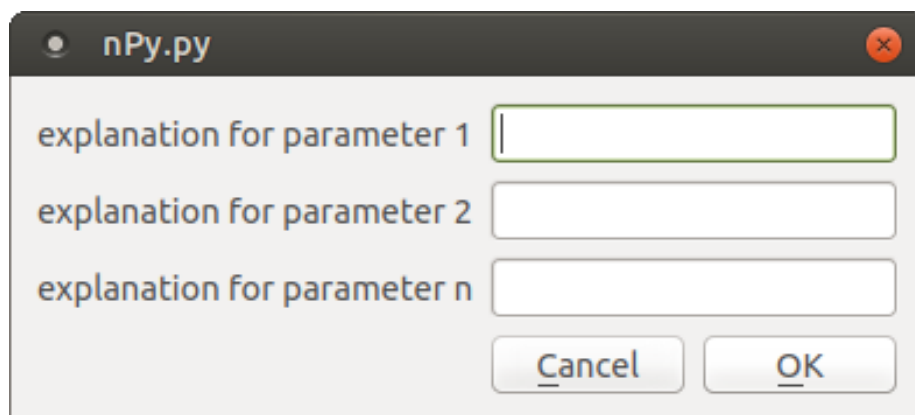 nPy.py
explanation for parameter 1
explanation for parameter 2
explanation for parameter n
Cancel OK